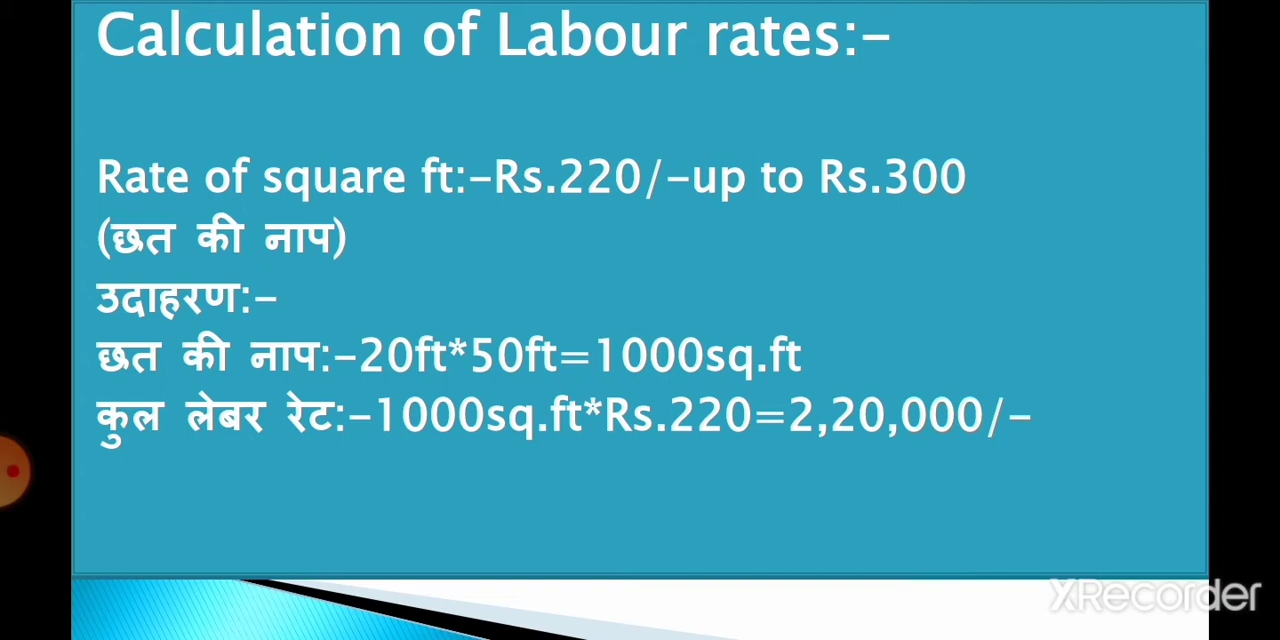 Calculation of Labour rates:-
Rate of square ft:-Rs.220/-up to Rs.300
(छत की नाप)
उदाहरण:-
छत की नाप:-20ft*50ft=1000sq.ft
कुल लेबर रेट:-1000sq.ft*Rs.220=2,20,000/-
XRecorder